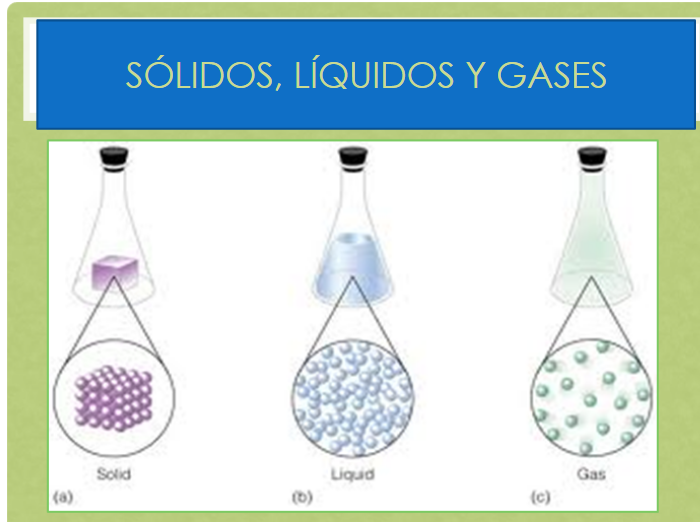 SÓLIDOS, LÍQUIDOS Y GASES
Solid
Liquid
Gas
(a)
(b)
(c)